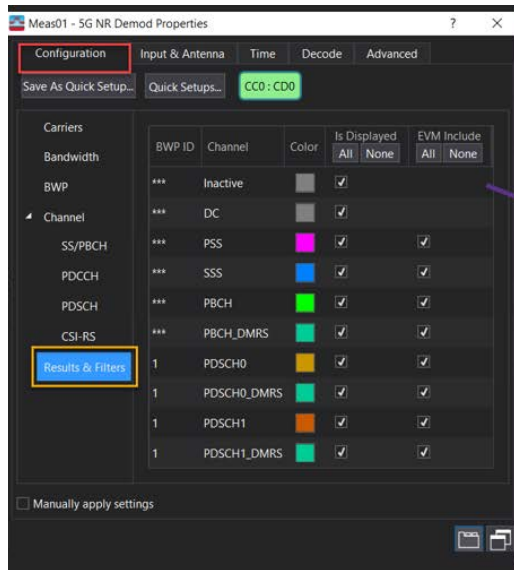 Meas01 - 5G NR Demod Properties ? ×
Configuration Input & Antenna Time Decode Advanced
Save As Quick Setup... Quick Setups... CC0 : CD0
Carriers
Bandwidth
BWP
Channel
SS/PBCH
PDCCH
PDSCH
CSI-RS
Results & Filters
BWP ID Channel Color Is Displayed EVM Include
All None All None
*** Inactive
*** DC
*** PSS
*** SSS
*** PBCH
*** PBCH_DMRS
1 PDSCH0
1 PDSCH0_DMRS
1 PDSCH1
1 PDSCH1_DMRS
Manually apply settings